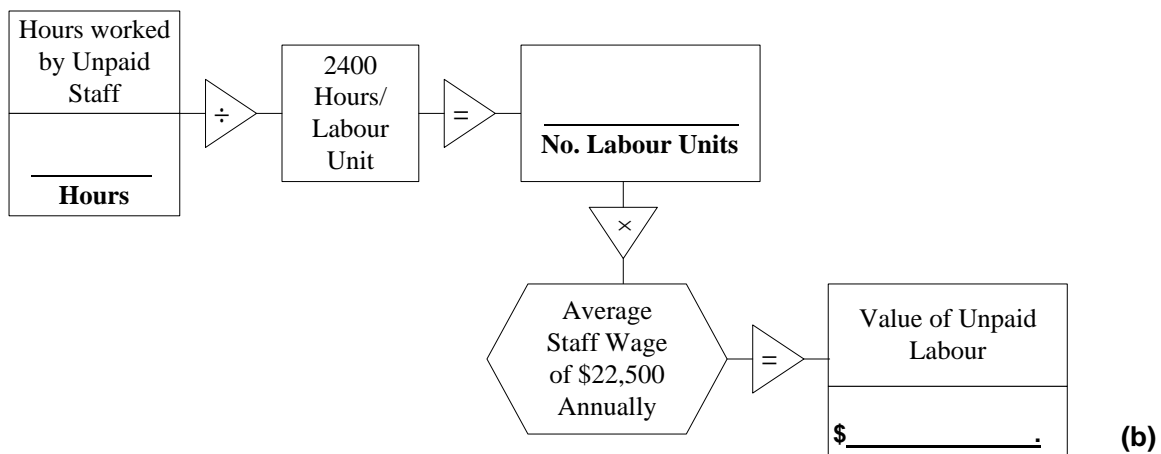 Hours worked
by Unpaid
Staff
Hours
÷
2400
Hours/
Labour
Unit
=
No. Labour Units
×
Average
Staff Wage
of $22,500
Annually
=
Value of Unpaid
Labour
$________________.
(b)